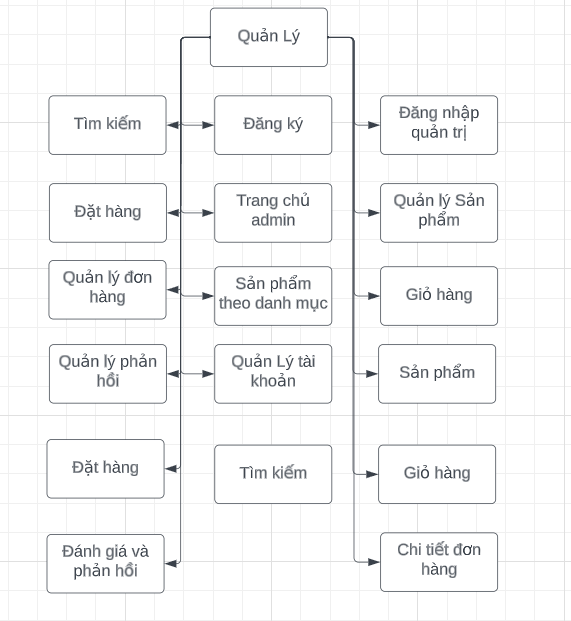 Quản Lý
Tìm kiếm
Đăng ký
Đăng nhập
quản trị
Đặt hàng
Trang chủ
admin
Quản lý Sản
phẩm
Quản lý đơn
hàng
Sản phẩm
theo danh mục
Giỏ hàng
Quản lý phản
hồi
Quản Lý tài
khoản
Sản phẩm
Đặt hàng
Tìm kiếm
Giỏ hàng
Đánh giá và
phản hồi
Chi tiết đơn
hàng